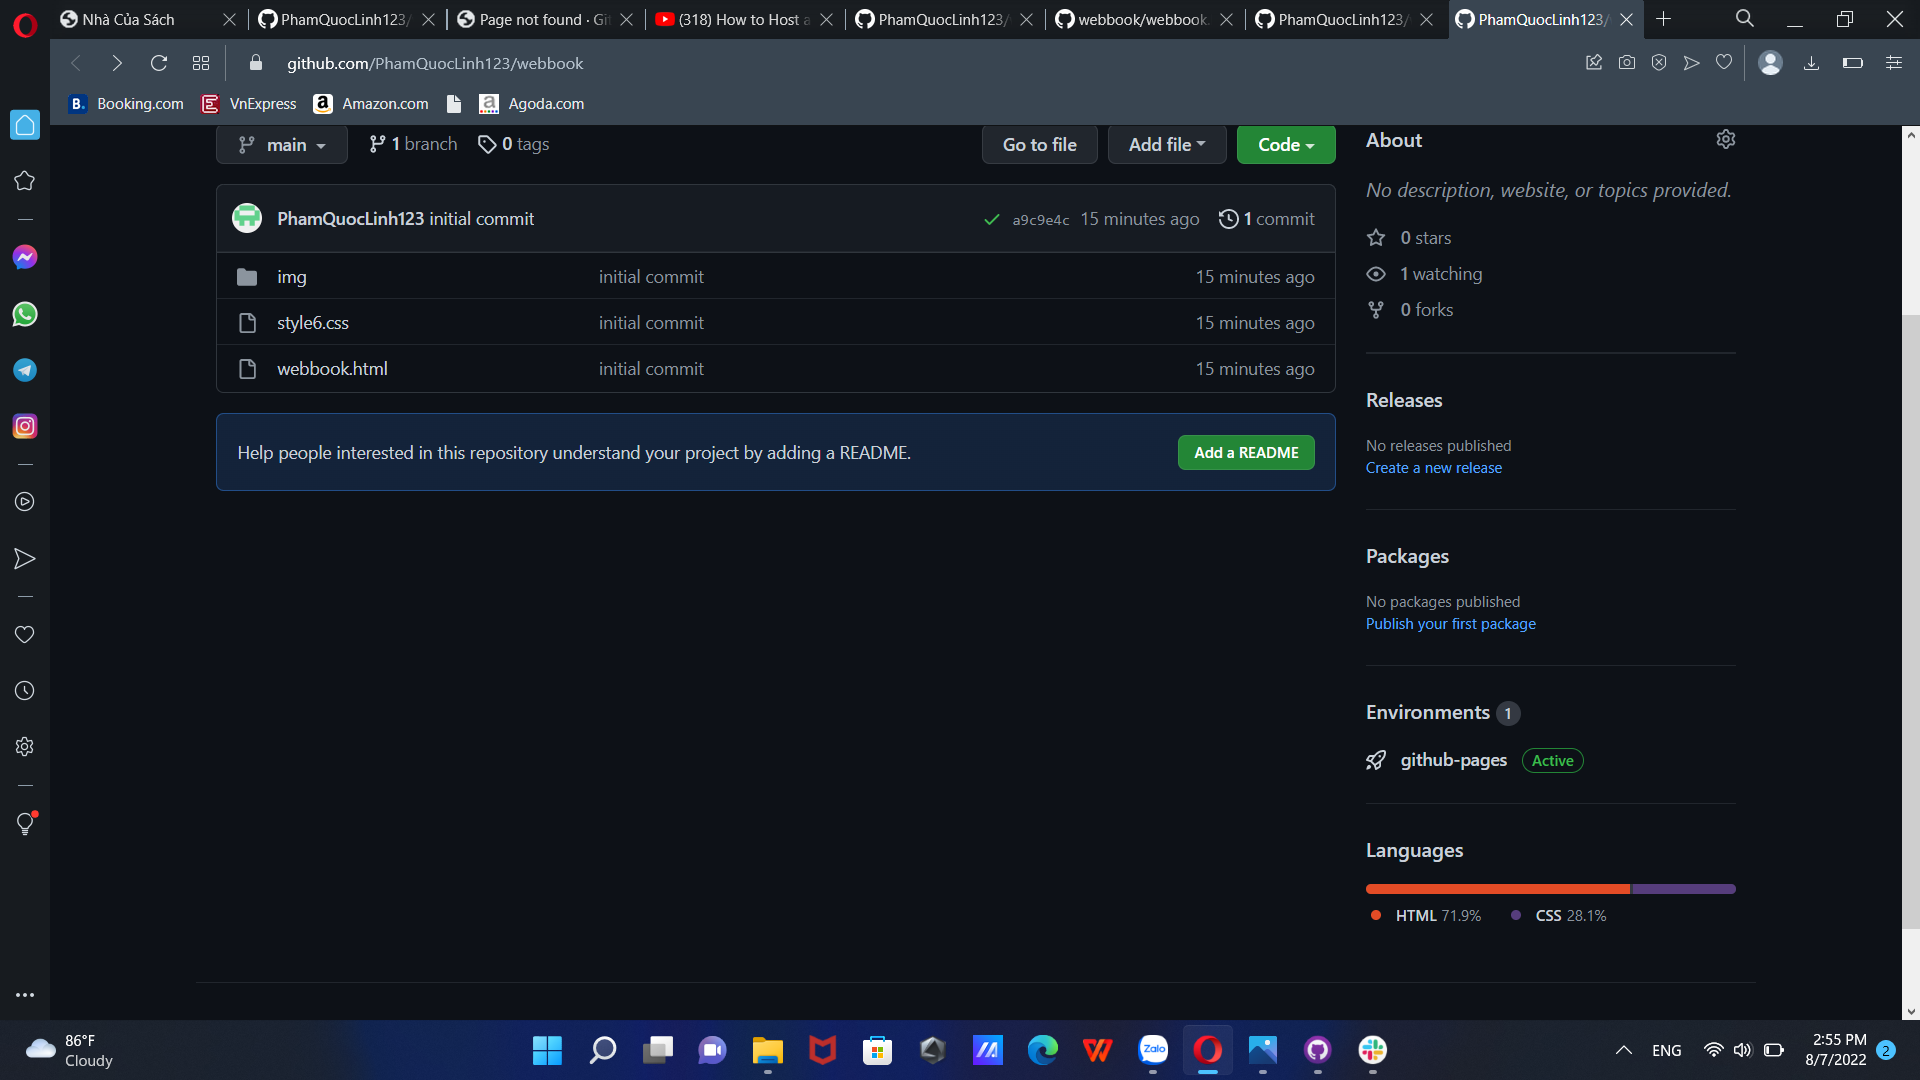 Nhà Của Sách
PhamQuocLinh123/
Page not found · Git
(318) How to Host a
PhamQuocLinh123/
webbook/webbook.
PhamQuocLinh123/
PhamQuocLinh123/
github.com/PhamQuocLinh123/webbook
Booking.com
VnExpress
Amazon.com
Agoda.com
main
1 branch
0 tags
Go to file
Add file
Code
About
No description, website, or topics provided.
PhamQuocLinh123 initial commit
a9c9e4c 15 minutes ago
1 commit
0 stars
1 watching
0 forks
img
initial commit
15 minutes ago
style6.css
initial commit
15 minutes ago
webbook.html
initial commit
15 minutes ago
Help people interested in this repository understand your project by adding a README.
Add a README
Releases
No releases published
Create a new release
Packages
No packages published
Publish your first package
Environments 1
github-pages Active
Languages
HTML 71.9%
CSS 28.1%
86°F
Cloudy
Zalo
ENG
2:55 PM
8/7/2022
2